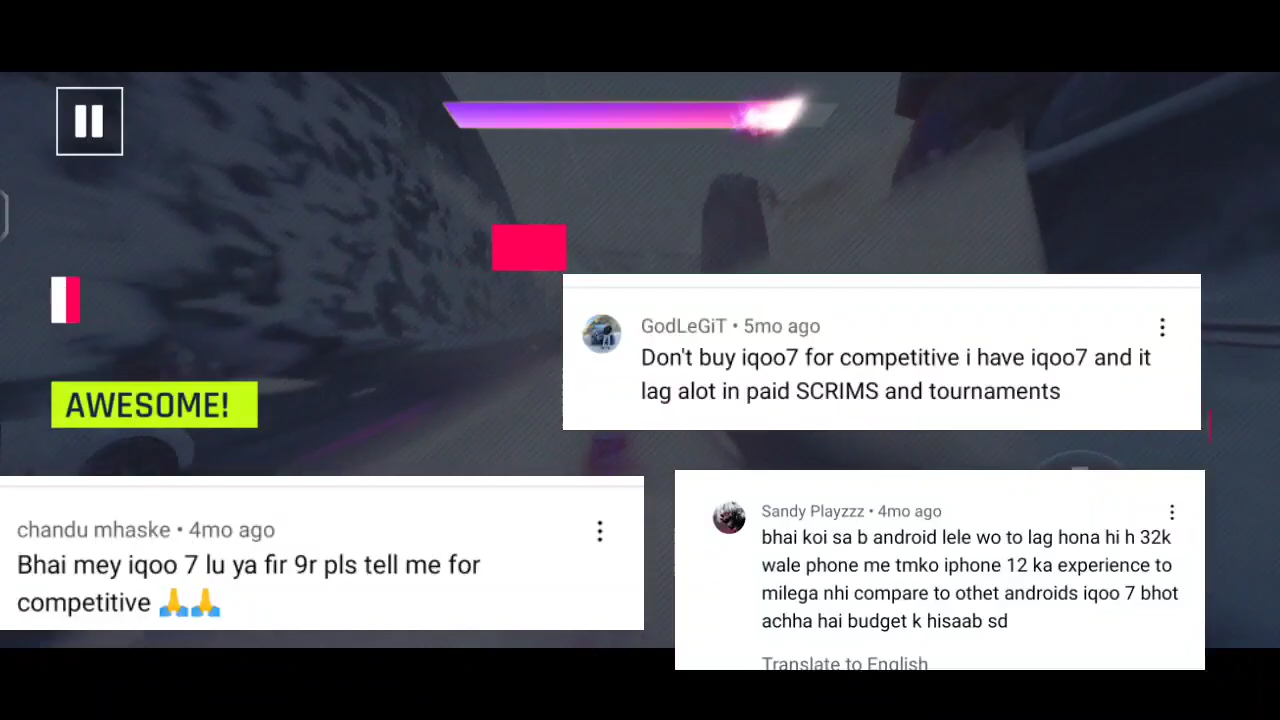 GodLeGiT • 5mo ago
Don't buy iqoo7 for competitive i have iqoo7 and it
lag alot in paid SCRIMS and tournaments
AWESOME!
chandu mhaske • 4mo ago
Bhai mey iqoo 7 lu ya fir 9r pls tell me for
competitive 🙏🙏
Sandy Playzzz • 4mo ago
bhai koi sa b android lele wo to lag hona hi h 32k
wale phone me tmko iphone 12 ka experience to
milega nhi compare to othet androids iqoo 7 bhot
achha hai budget k hisaab sd
Translate to English